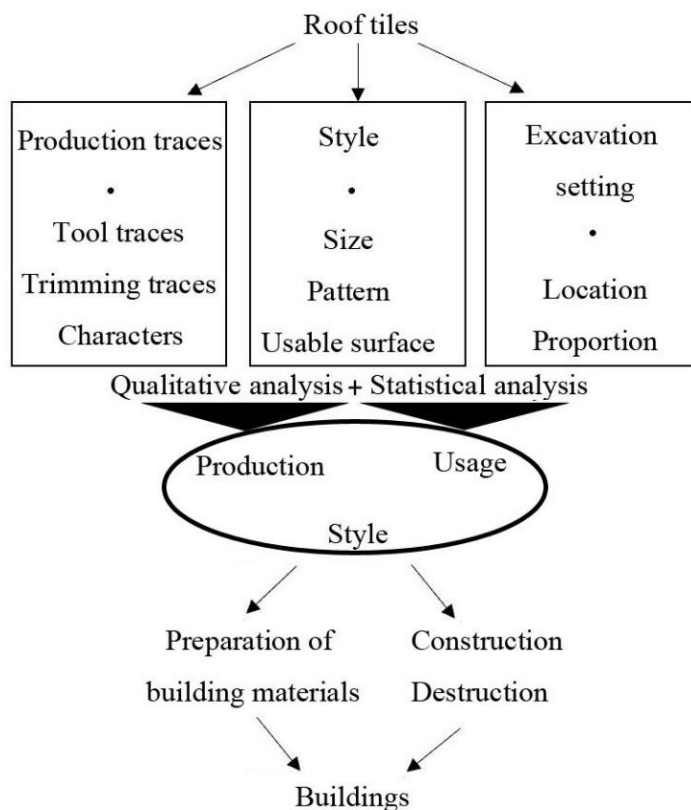 Roof tiles
Production traces
•
Tool traces
Trimming traces
Characters
Style
•
Size
Pattern
Usable surface
Excavation
setting
•
Location
Proportion
Qualitative analysis + Statistical analysis
Production
Usage
Style
Preparation of
building materials
Construction
Destruction
Buildings